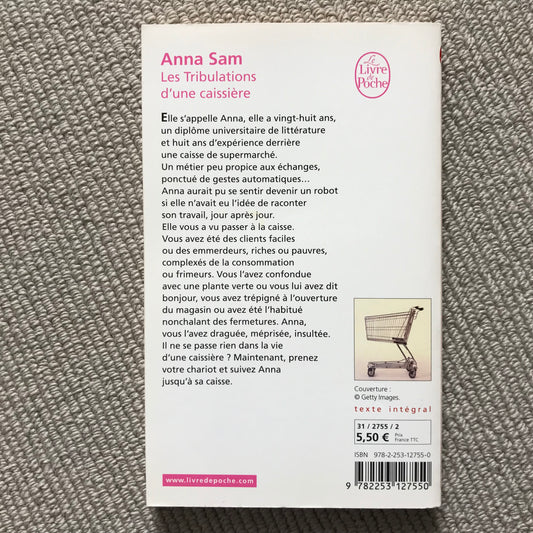 Anna Sam
Les Tribulations
d'une caissière
Le
Livre
de
Poche
Elle s'appelle Anna, elle a vingt-huit ans,
un diplôme universitaire de littérature
et huit ans d'expérience derrière
une caisse de supermarché.
Un métier peu propice aux échanges,
ponctué de gestes automatiques…
Anna aurait pu se sentir devenir un robot
si elle n'avait eu l'idée de raconter
son travail, jour après jour.
Elle vous a vu passer à la caisse.
Vous avez été des clients faciles
ou des emmerdeurs, riches ou pauvres,
complexés de la consommation
ou frimeurs. Vous l'avez confondue
avec une plante verte ou vous lui avez dit
bonjour, vous avez trépigné à l'ouverture
du magasin ou avez été l'habitué
nonchalant des fermetures. Anna,
vous l'avez draguée, méprisée, insultée.
Il ne se passe rien dans la vie
d'une caissière ? Maintenant, prenez
votre chariot et suivez Anna
jusqu'à sa caisse.
Couverture :
© Getty Images.
texte intégral
31 / 2755 / 2
5,50 € Prix
France TTC
ISBN 978-2-253-12755-0
9 782253 127550
www.livredepoche.com